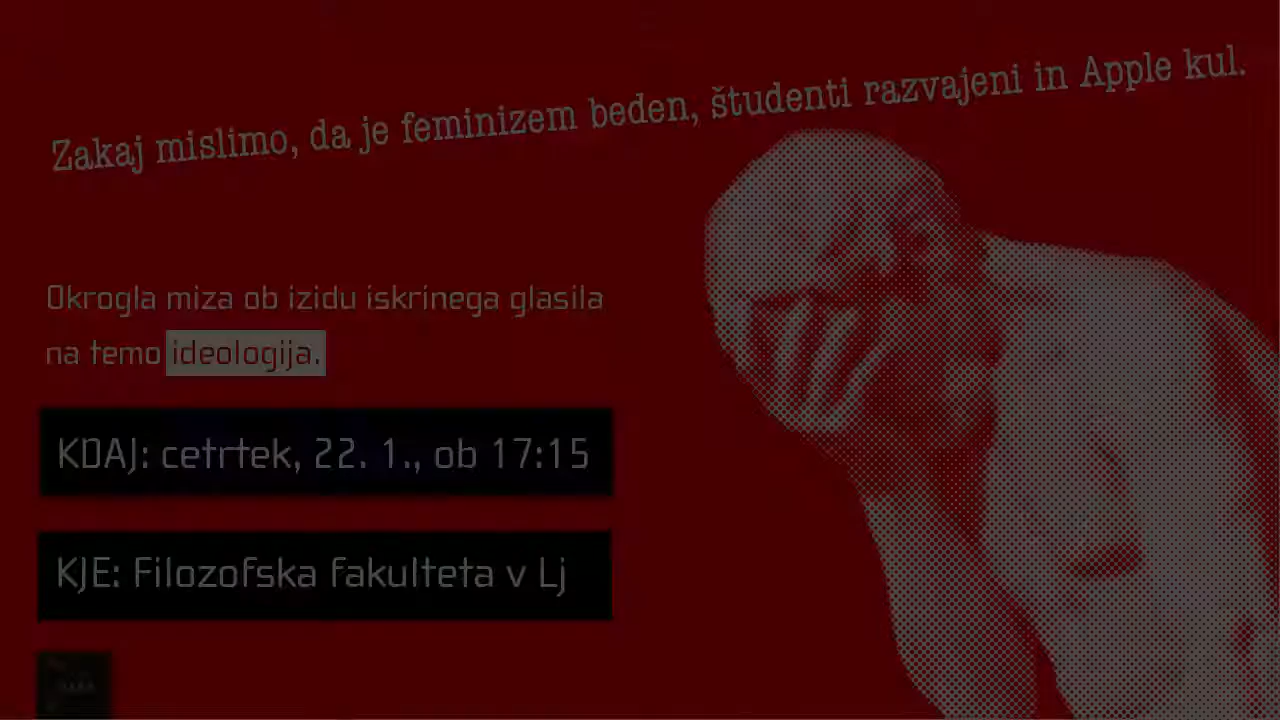 Zakaj mislimo, da je feminizem beden, študenti razvajeni in Apple kul.
Okrogla miza ob izidu iskrinega glasila
na temo ideologija.
KDAJ: cetrtek, 22. 1., ob 17:15
KJE: Filozofska fakulteta v Lj